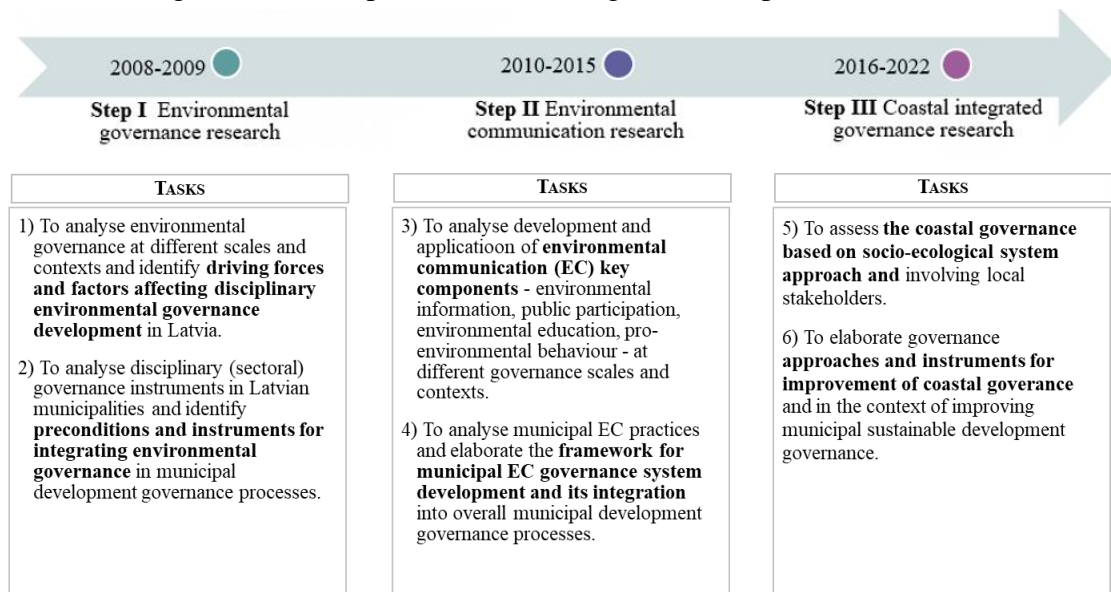 2008-2009
Step I Environmental
governance research
2010-2015
Step II Environmental
communication research
2016-2022
Step III Coastal integrated
governance research
TASKS
1) To analyse environmental
governance at different scales and
contexts and identify driving forces
and factors affecting disciplinary
environmental governance
development in Latvia.
2) To analyse disciplinary (sectoral)
governance instruments in Latvian
municipalities and identify
preconditions and instruments for
integrating environmental
governance in municipal
development governance processes.
TASKS
3) To analyse development and
applicatioon of environmental
communication (EC) key
components - environmental
information, public participation,
environmental education, pro-
environmental behaviour - at
different governance scales and
contexts.
4) To analyse municipal EC practices
and elaborate the framework for
municipal EC governance system
development and its integration
into overall municipal development
governance processes.
TASKS
5) To assess the coastal governance
based on socio-ecological system
approach and involving local
stakeholders.
6) To elaborate governance
approaches and instruments for
improvement of coastal goverance
and in the context of improving
municipal sustainable development
governance.